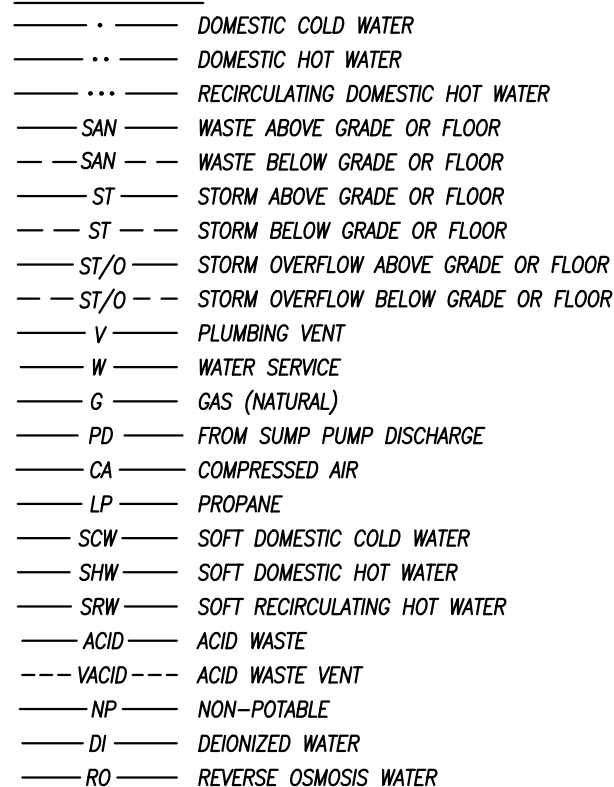 · DOMESTIC COLD WATER
·· DOMESTIC HOT WATER
··· RECIRCULATING DOMESTIC HOT WATER
SAN WASTE ABOVE GRADE OR FLOOR
SAN WASTE BELOW GRADE OR FLOOR
ST STORM ABOVE GRADE OR FLOOR
ST STORM BELOW GRADE OR FLOOR
ST/O STORM OVERFLOW ABOVE GRADE OR FLOOR
ST/O STORM OVERFLOW BELOW GRADE OR FLOOR
V PLUMBING VENT
W WATER SERVICE
G GAS (NATURAL)
PD FROM SUMP PUMP DISCHARGE
CA COMPRESSED AIR
LP PROPANE
SCW SOFT DOMESTIC COLD WATER
SHW SOFT DOMESTIC HOT WATER
SRW SOFT RECIRCULATING HOT WATER
ACID ACID WASTE
VACID ACID WASTE VENT
NP NON-POTABLE
DI DEIONIZED WATER
RO REVERSE OSMOSIS WATER